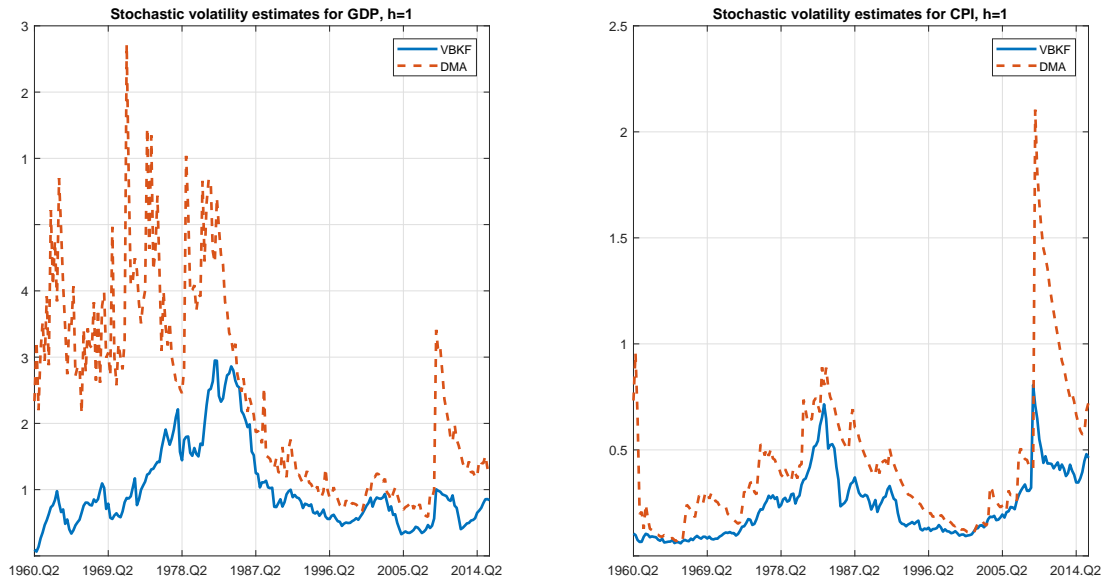 Stochastic volatility estimates for GDP, h=1
3
1
4
3
2
1
VBKF
DMA
1960.Q2 1969.Q2 1978.Q2 1987.Q2 1996.Q2 2005.Q2 2014.Q2
Stochastic volatility estimates for CPI, h=1
2.5
2
1.5
1
0.5
VBKF
DMA
1960.Q2 1969.Q2 1978.Q2 1987.Q2 1996.Q2 2005.Q2 2014.Q2